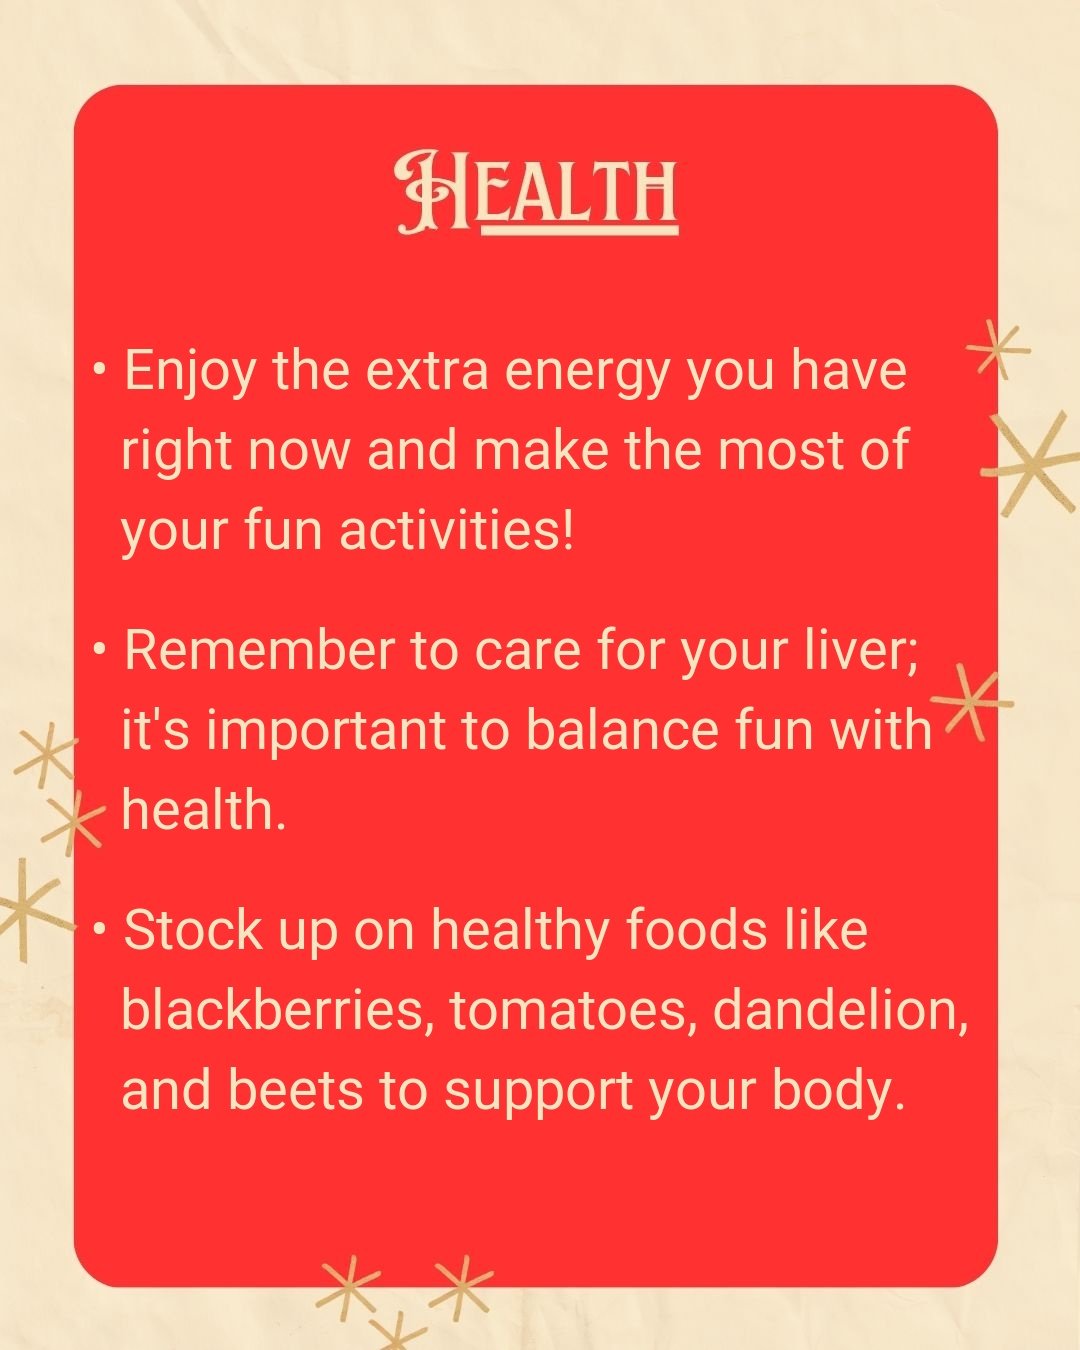 Health
• Enjoy the extra energy you have
right now and make the most of
your fun activities!
• Remember to care for your liver;
it's important to balance fun with
health.
• Stock up on healthy foods like
blackberries, tomatoes, dandelion,
and beets to support your body.